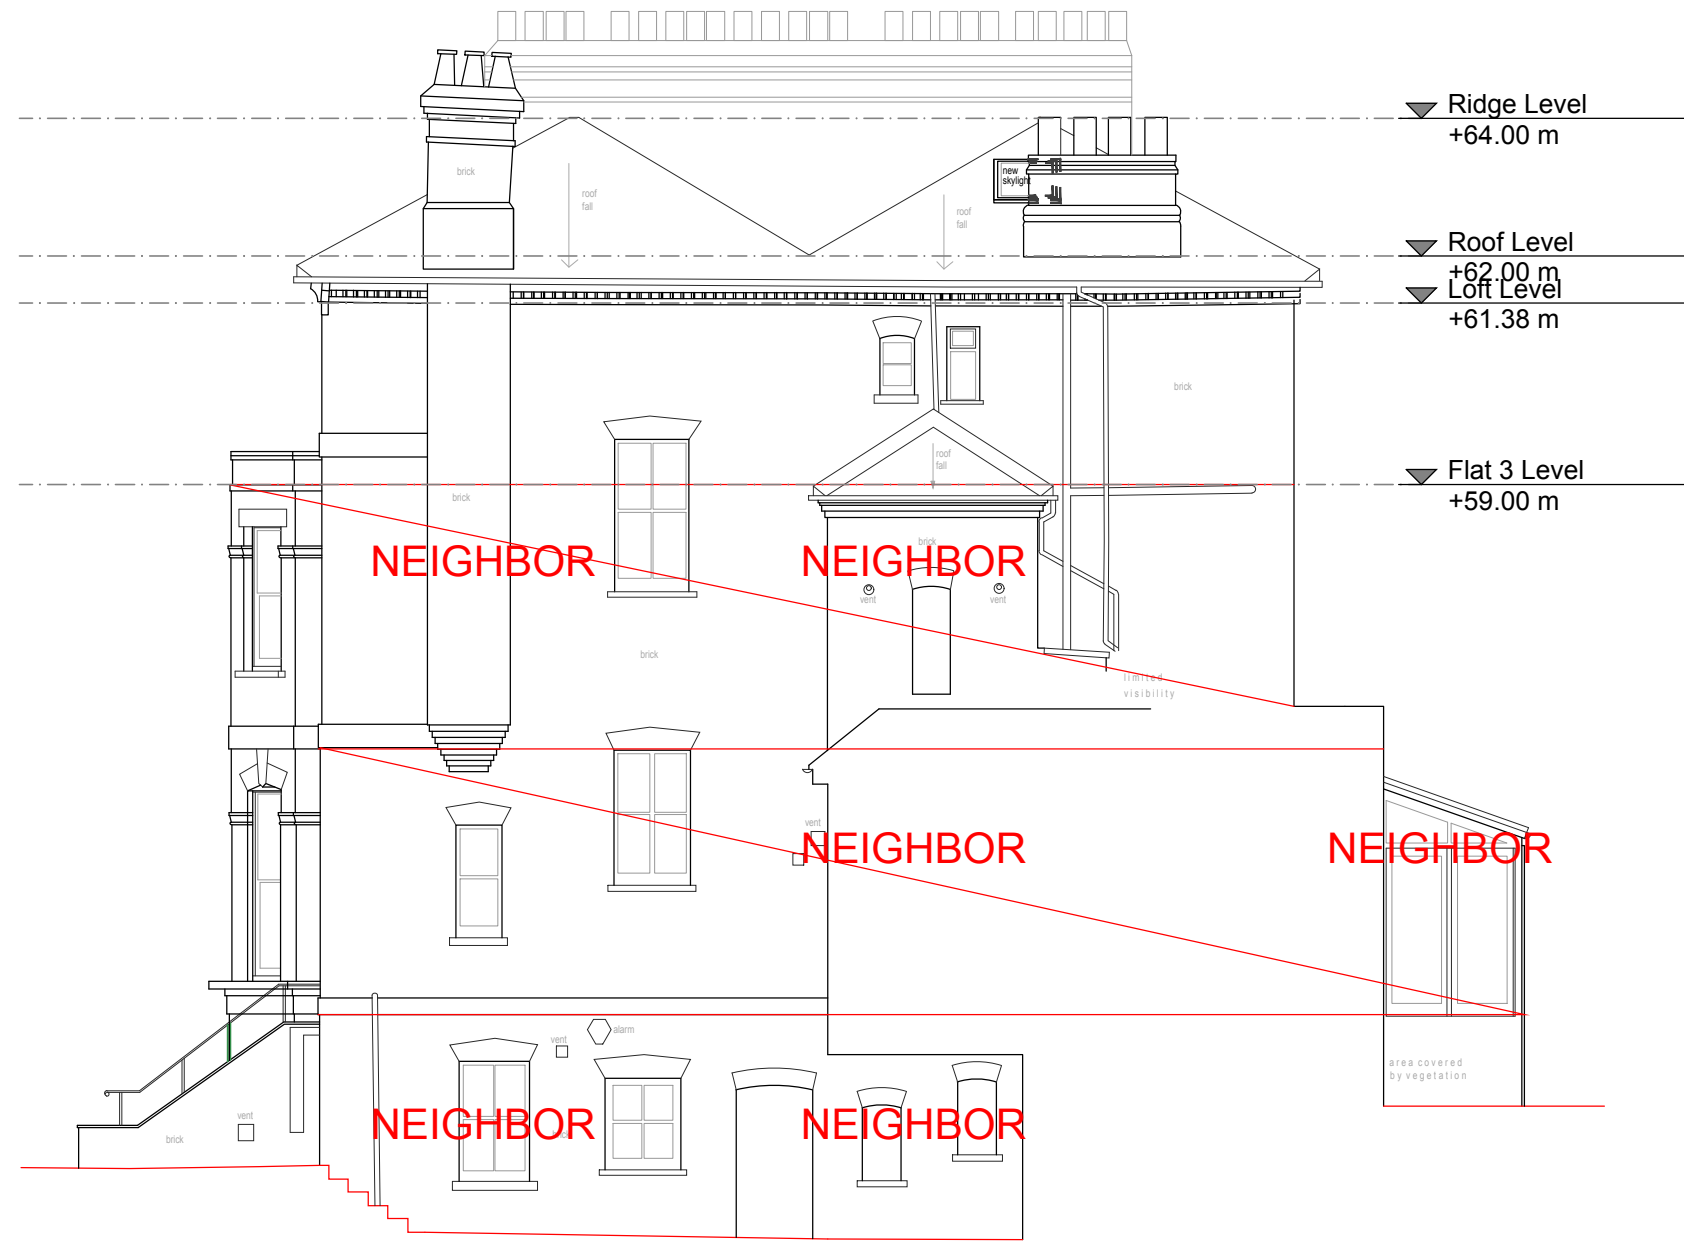 Ridge Level
+64.00 m
brick
new
skylight
roof
fall
roof
fall
Roof Level
+62.00 m
Loft Level
+61.38 m
brick
roof
fall
Flat 3 Level
+59.00 m
brick
brick
NEIGHBOR
NEIGHBOR
vent
vent
brick
limited
visibility
vent
NEIGHBOR
NEIGHBOR
alarm
vent
area covered
by vegetation
vent
NEIGHBOR
NEIGHBOR
brick
brick